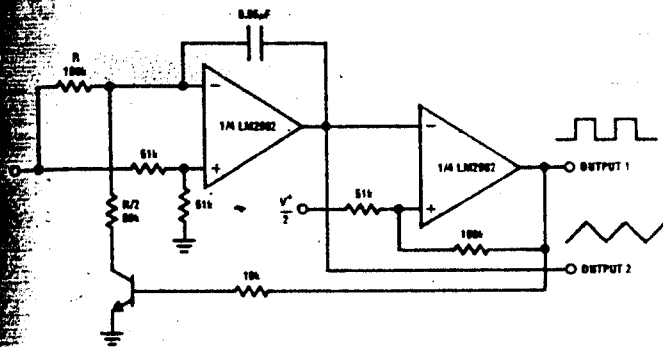 0.05μF
R
100k
1/4 LM2902
51k
51k
R/2
50k
V+
2
51k
1/4 LM2902
100k
10k
OUTPUT 1
OUTPUT 2